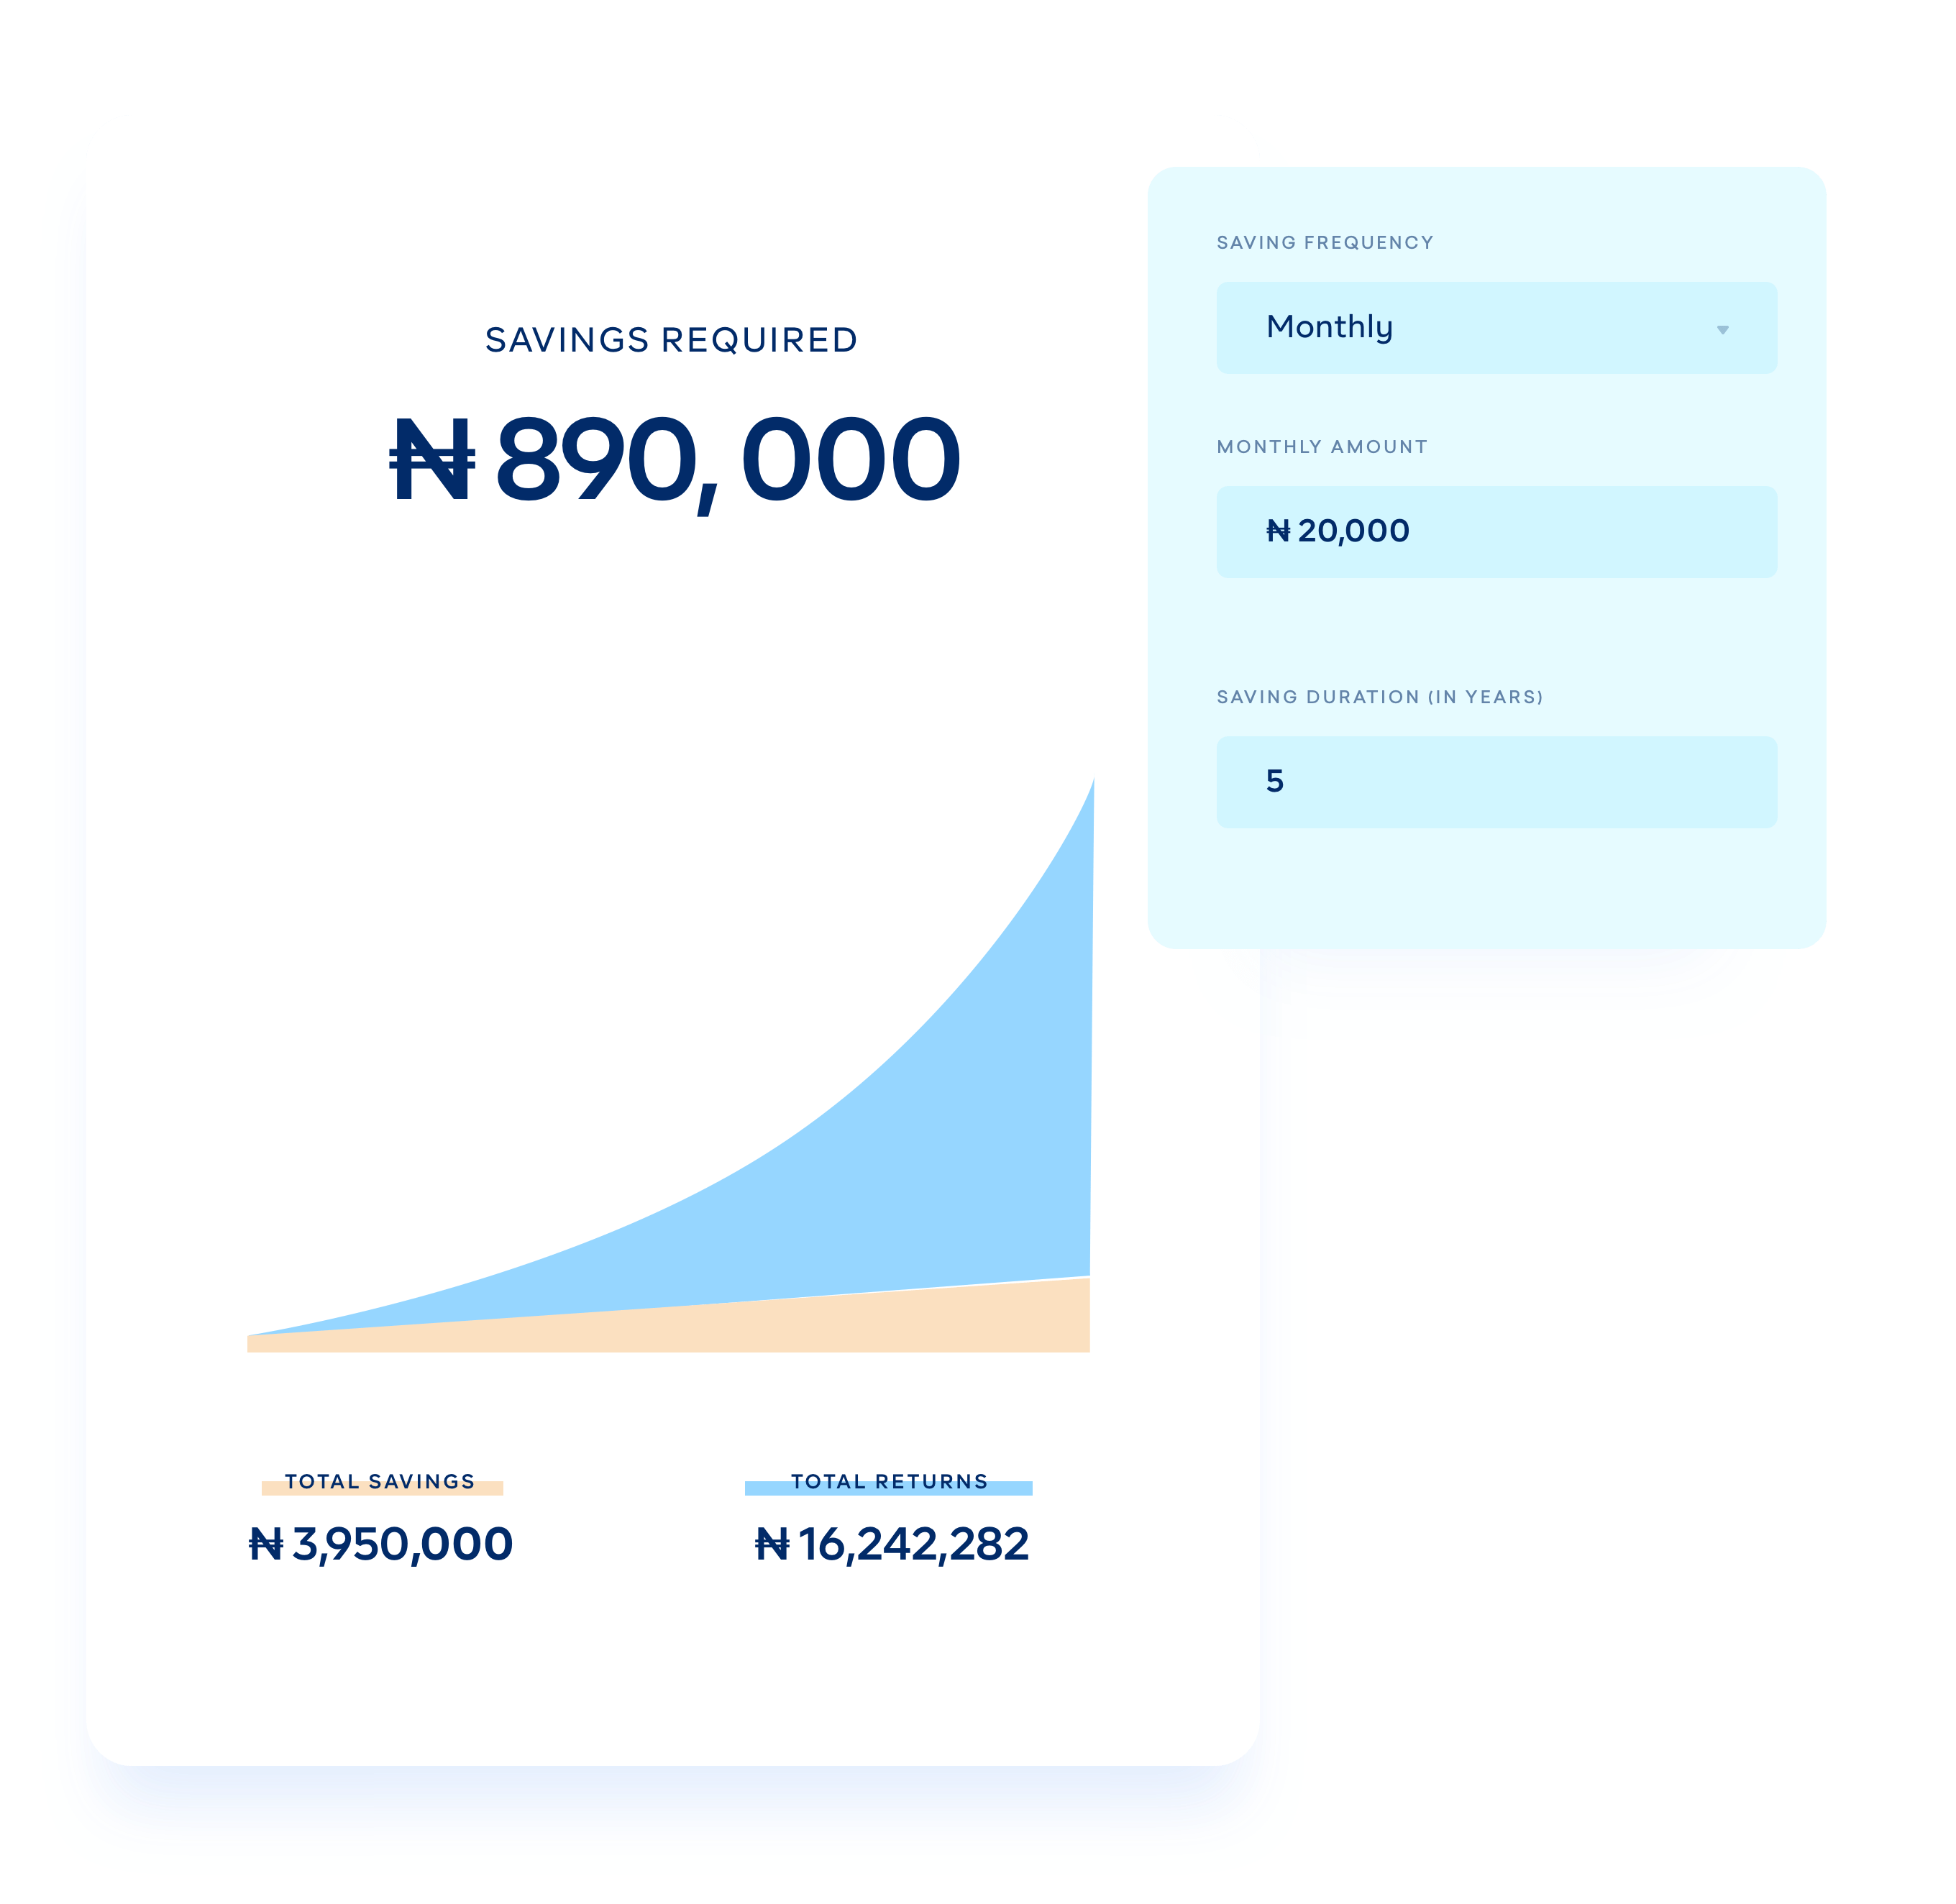 SAVINGS REQUIRED
₦ 890, 000
SAVING FREQUENCY
Monthly
MONTHLY AMOUNT
₦ 20,000
SAVING DURATION (IN YEARS)
5
TOTAL SAVINGS
₦ 3,950,000
TOTAL RETURNS
₦ 16,242,282